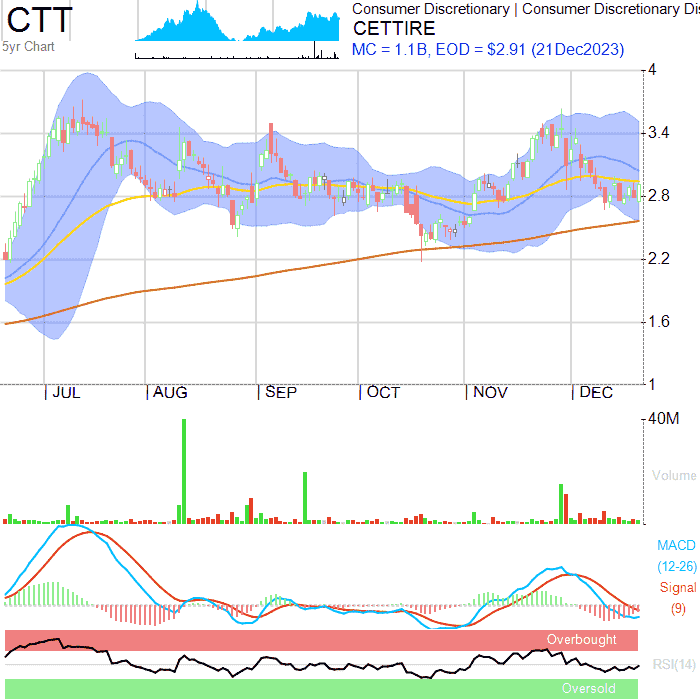 CTT
5yr Chart
Consumer Discretionary | Consumer Discretionary Dis
CETTIRE
MC = 1.1B, EOD = $2.91 (21Dec2023)
4
3.4
2.8
2.2
1.6
1
JUL AUG SEP OCT NOV DEC
40M
Volume
MACD
(12-26)
Signal
(9)
Overbought
RSI(14)
Oversold